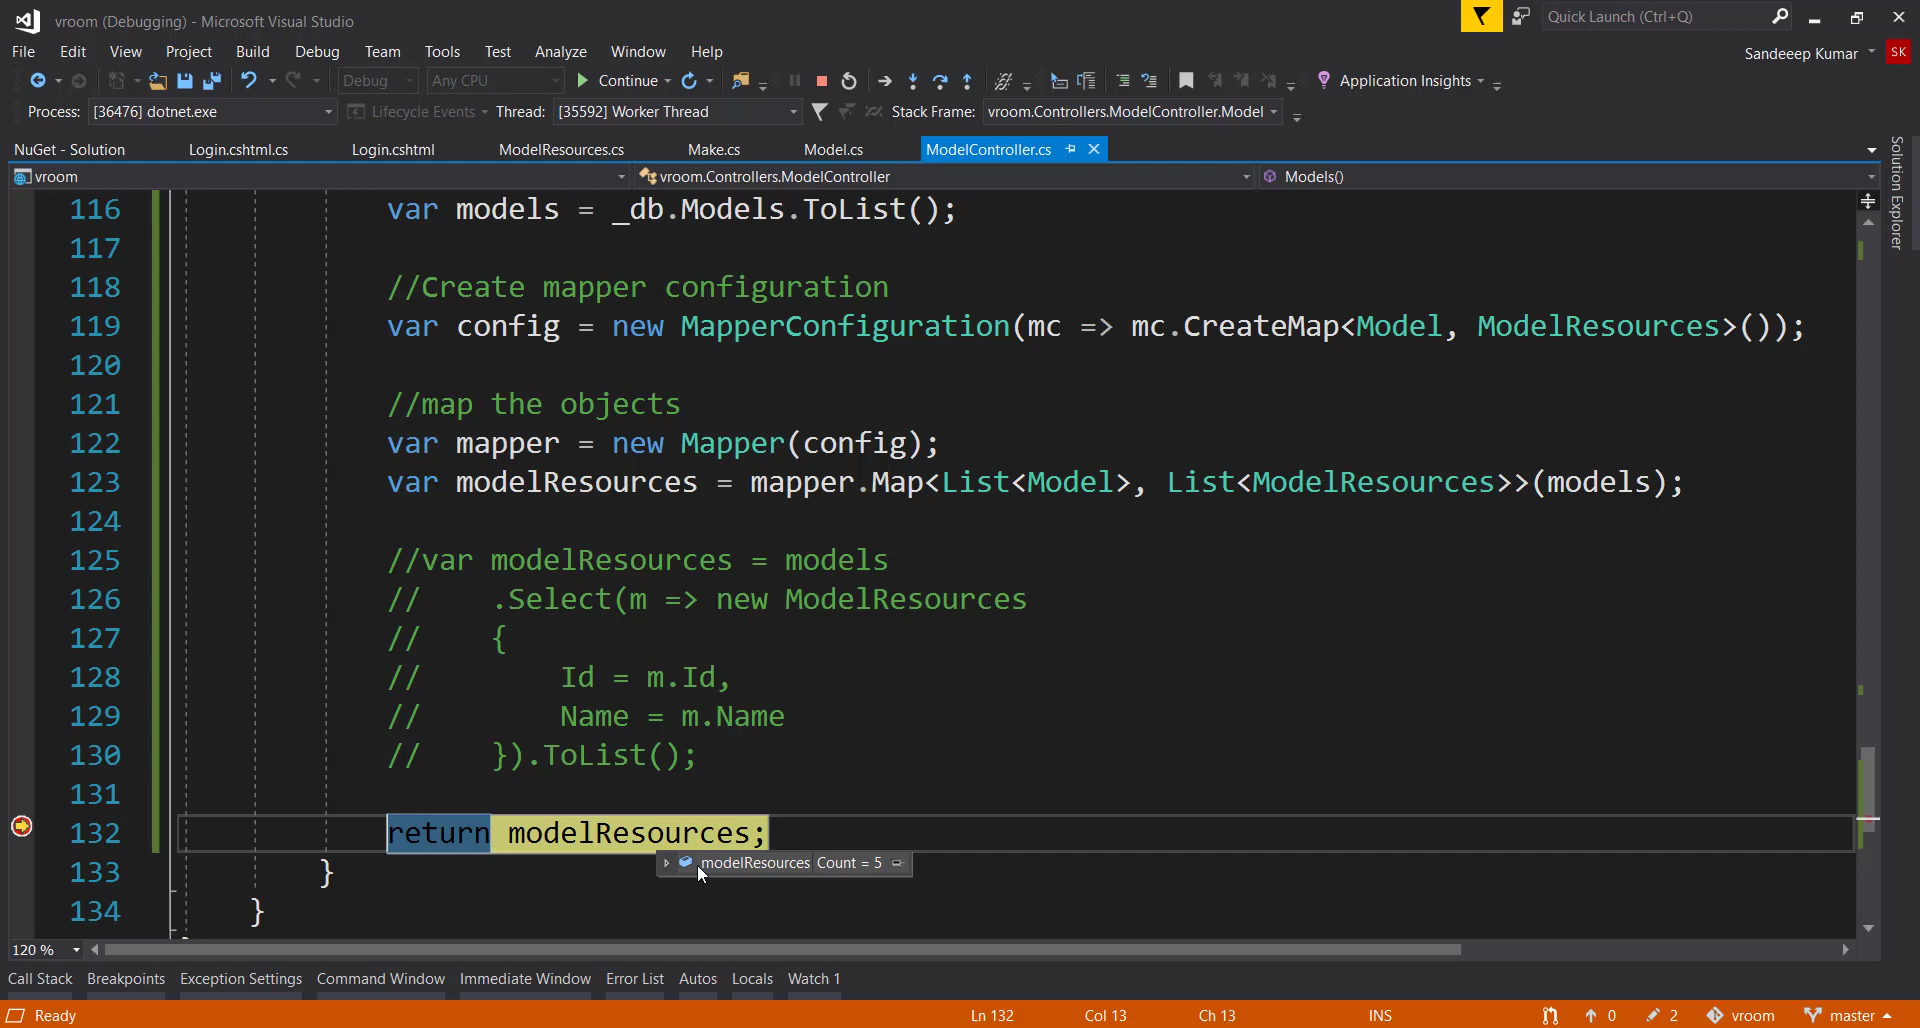 vroom (Debugging) - Microsoft Visual Studio
Quick Launch (Ctrl+Q)
File Edit View Project Build Debug Team Tools Test Analyze Window Help
Sandeeep Kumar SK
Debug Any CPU Continue Application Insights
Process: [36476] dotnet.exe Lifecycle Events Thread: [35592] Worker Thread Stack Frame: vroom.Controllers.ModelController.Model
NuGet - Solution Login.cshtml.cs Login.cshtml ModelResources.cs Make.cs Model.cs ModelController.cs
Solution Explorer
vroom vroom.Controllers.ModelController Models()
116 var models = _db.Models.ToList();
117
118 //Create mapper configuration
119 var config = new MapperConfiguration(mc => mc.CreateMap<Model, ModelResources>());
120
121 //map the objects
122 var mapper = new Mapper(config);
123 var modelResources = mapper.Map<List<Model>, List<ModelResources>>(models);
124
125 //var modelResources = models
126 // .Select(m => new ModelResources
127 // {
128 // Id = m.Id,
129 // Name = m.Name
130 // }).ToList();
131
132 return modelResources;
modelResources Count = 5
133 }
134 }
120 %
Call Stack Breakpoints Exception Settings Command Window Immediate Window Error List Autos Locals Watch 1
Ready Ln 132 Col 13 Ch 13 INS 0 2 vroom master